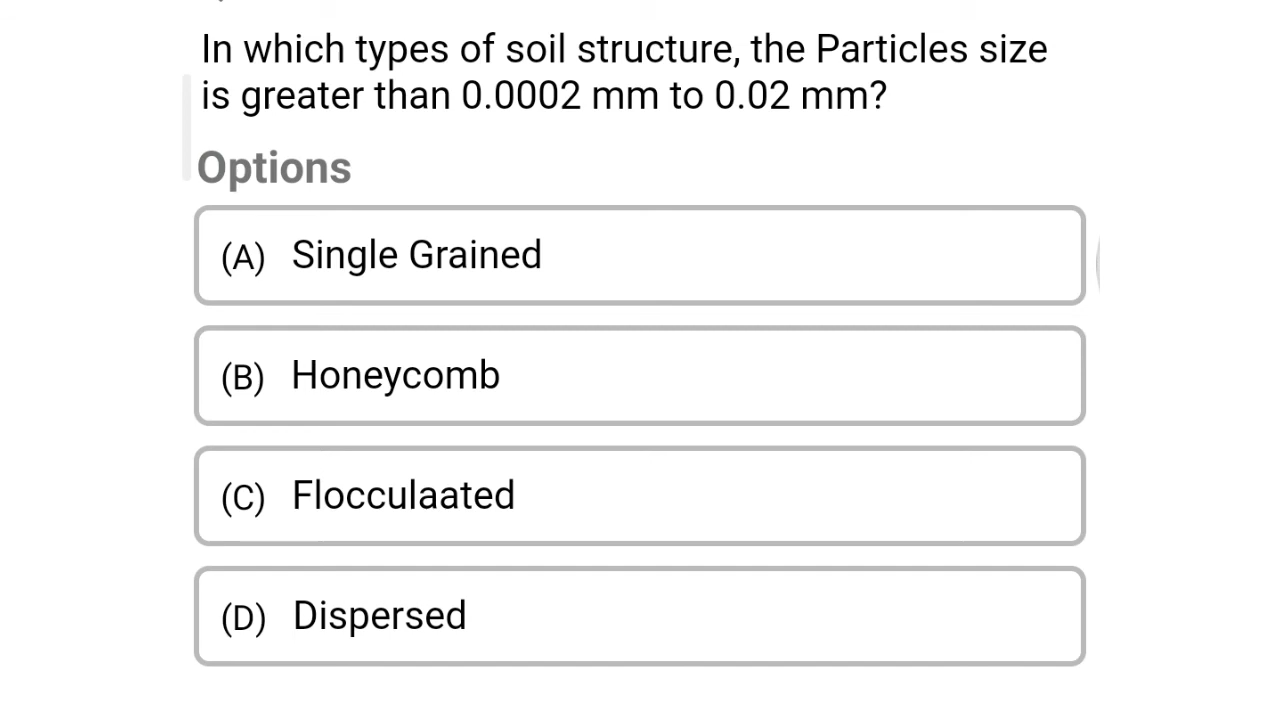 In which types of soil structure, the Particles size
is greater than 0.0002 mm to 0.02 mm?
Options
(A) Single Grained
(B) Honeycomb
(C) Flocculaated
(D) Dispersed